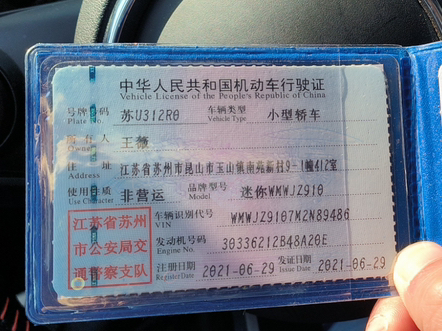 中华人民共和国机动车行驶证
Vehicle License of the People's Republic of China
号牌号码 苏U312R0 车辆类型 小型轿车
Plate No. Vehicle Type
所有人 王薇
Owner
住址 江苏省苏州市昆山市玉山镇南苑新村9-1幢412室
Address
使用性质 非营运 品牌型号 迷你WMWJZ910
Use Character Model
江苏省苏州
市公安局交
通警察支队
车辆识别代号 WMWJZ9107M2N89486
VIN
发动机号码 30336212B48A20E
Engine No.
注册日期 2021-06-29 发证日期 2021-06-29
Register Date Issue Date